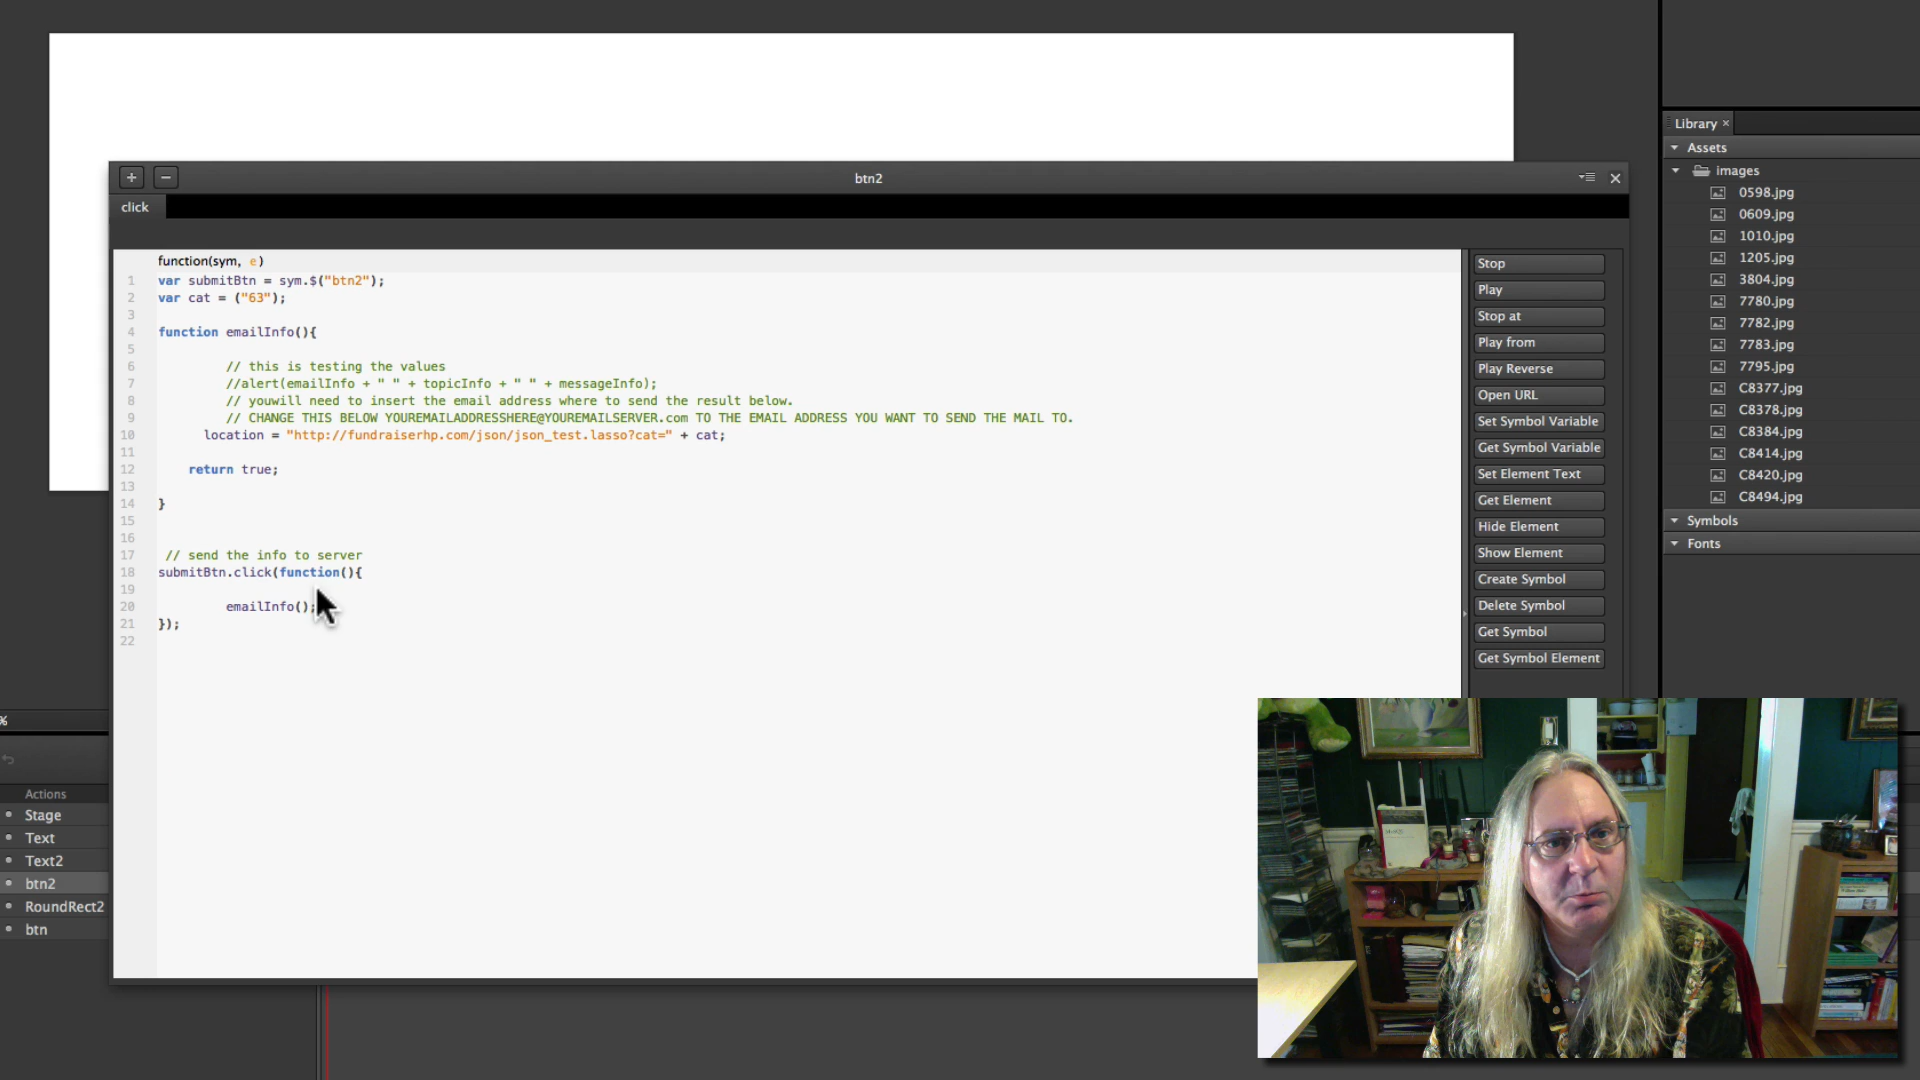 Library ×
Assets
images
0598.jpg
0609.jpg
1010.jpg
1205.jpg
3804.jpg
7780.jpg
7782.jpg
7783.jpg
7795.jpg
C8377.jpg
C8378.jpg
C8384.jpg
C8414.jpg
C8420.jpg
C8494.jpg
Symbols
Fonts
+ − btn2
click
function(sym, e)
1 var submitBtn = sym.$("btn2");
2 var cat = ("63");
3
4 function emailInfo(){
5
6 // this is testing the values
7 //alert(emailInfo + " " + topicInfo + " " + messageInfo);
8 // youwill need to insert the email address where to send the result below.
9 // CHANGE THIS BELOW YOUREMAILADDRESSHERE@YOUREMAILSERVER.com TO THE EMAIL ADDRESS YOU WANT TO SEND THE MAIL TO.
10 location = "http://fundraiserhp.com/json/json_test.lasso?cat=" + cat;
11
12 return true;
13
14 }
15
16
17 // send the info to server
18 submitBtn.click(function(){
19
20 emailInfo();
21 });
22
Stop
Play
Stop at
Play from
Play Reverse
Open URL
Set Symbol Variable
Get Symbol Variable
Set Element Text
Get Element
Hide Element
Show Element
Create Symbol
Delete Symbol
Get Symbol
Get Symbol Element
%
Actions
Stage
Text
Text2
btn2
RoundRect2
btn